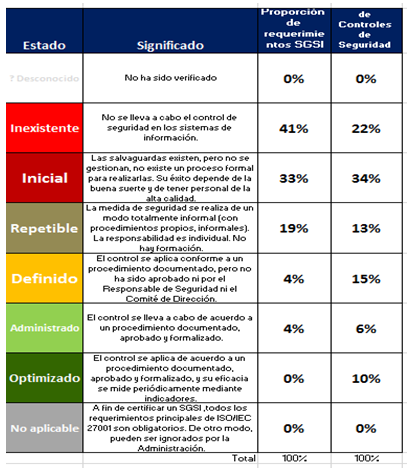 Estado
Significado
Proporción
de
requerimie
ntos SGSI
de
Controles
de
Seguridad
? Desconocido
No ha sido verificado
0%
0%
Inexistente
No se lleva a cabo el control de
seguridad en los sistemas de
información.
41%
22%
Inicial
Las salvaguardas existen, pero no se
gestionan, no existe un proceso formal
para realizarlas. Su éxito depende de la
buena suerte y de tener personal de la
alta calidad.
33%
34%
Repetible
La medida de seguridad se realiza de un
modo totalmente informal (con
procedimientos propios, informales).
La responsabilidad es individual. No
hay formación.
19%
13%
Definido
El control se aplica conforme a un
procedimiento documentado, pero no
ha sido aprobado ni por el
Responsable de Seguridad ni el
Comité de Dirección.
4%
15%
Administrado
El control se lleva a cabo de acuerdo a
un procedimiento documentado,
aprobado y formalizado.
4%
6%
Optimizado
El control se aplica de acuerdo a un
procedimiento documentado,
aprobado y formalizado, y su eficacia
se mide periódicamente mediante
indicadores.
0%
10%
No aplicable
A fin de certificar un SGSI ,todos los
requerimientos principales de ISO/IEC
27001 son obligatorios. De otro modo,
pueden ser ignorados por la
Administración.
0%
0%
Total
100%
100%